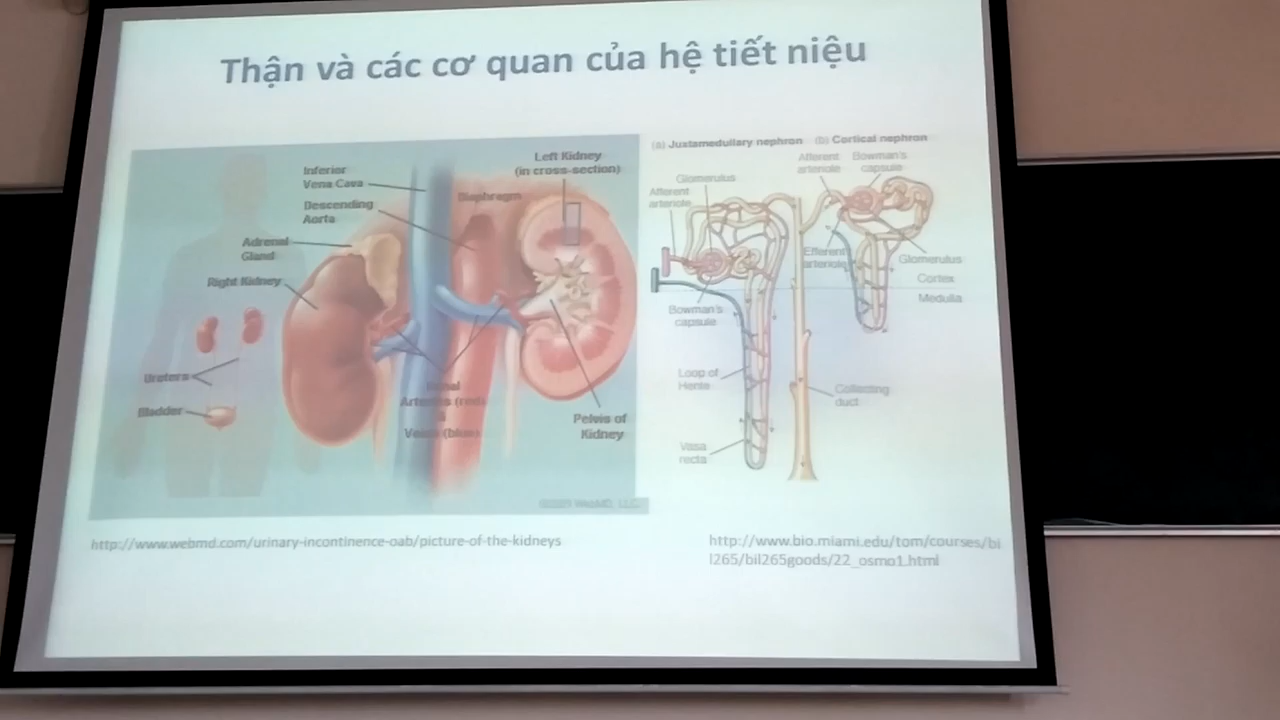 Thận và các cơ quan của hệ tiết niệu
Inferior
Vena Cava
Descending
Aorta
Adrenal
Gland
Right Kidney
Ureters
Bladder
Diaphragm
Left Kidney
(in cross-section)
Renal
Arteries (red)
&
Veins (blue)
Pelvis of
Kidney
(a) Juxtamedullary nephron
(b) Cortical nephron
Afferent
arteriole
Glomerulus
Afferent
arteriole
Bowman's
capsule
Efferent
arteriole
Glomerulus
Cortex
Medulla
Bowman's
capsule
Loop of
Henle
Collecting
duct
Vasa
recta
http://www.webmd.com/urinary-incontinence-oab/picture-of-the-kidneys
http://www.bio.miami.edu/tom/courses/bi
l265/bil265goods/22_osmo1.html